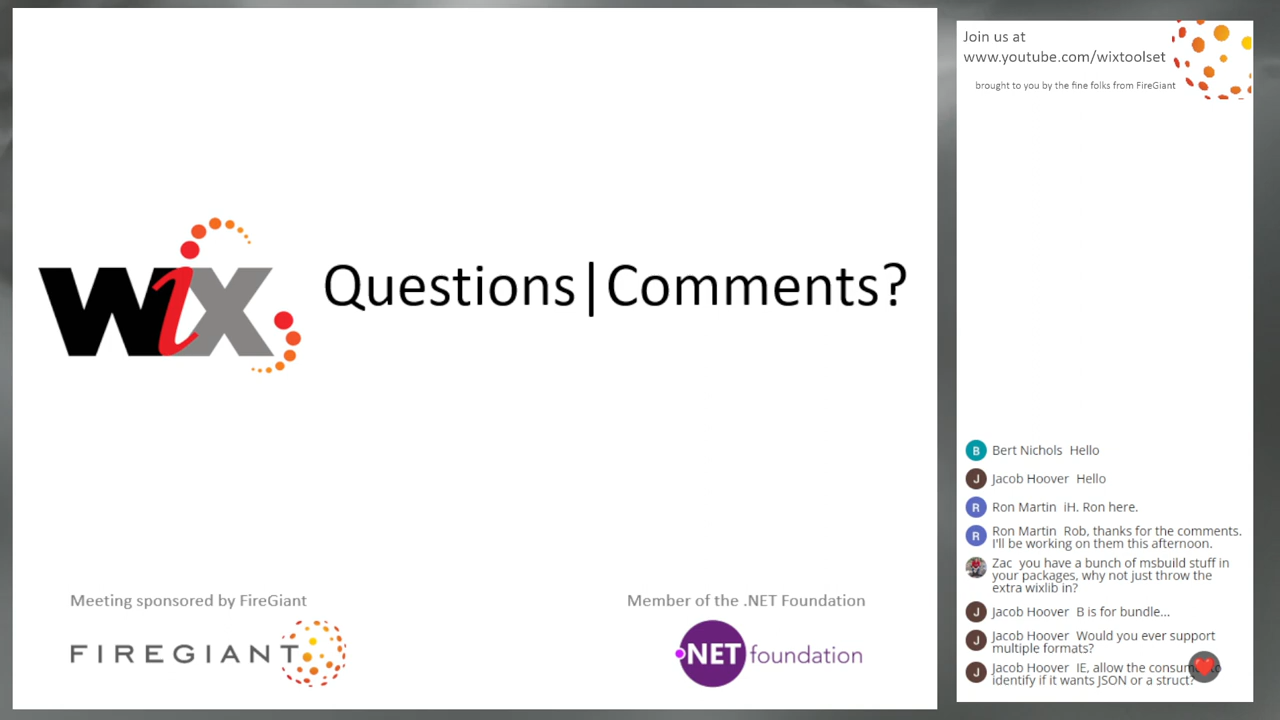 WiX
Questions|Comments?
Meeting sponsored by FireGiant
FIREGIANT
Member of the .NET Foundation
.NET foundation
Join us at
www.youtube.com/wixtoolset
brought to you by the fine folks from FireGiant
B Bert Nichols Hello
J Jacob Hoover Hello
R Ron Martin iH. Ron here.
R Ron Martin Rob, thanks for the comments.
I'll be working on them this afternoon.
Zac you have a bunch of msbuild stuff in
your packages, why not just throw the
extra wixlib in?
J Jacob Hoover B is for bundle...
J Jacob Hoover Would you ever support
multiple formats?
J Jacob Hoover IE, allow the consumer to
identify if it wants JSON or a struct?